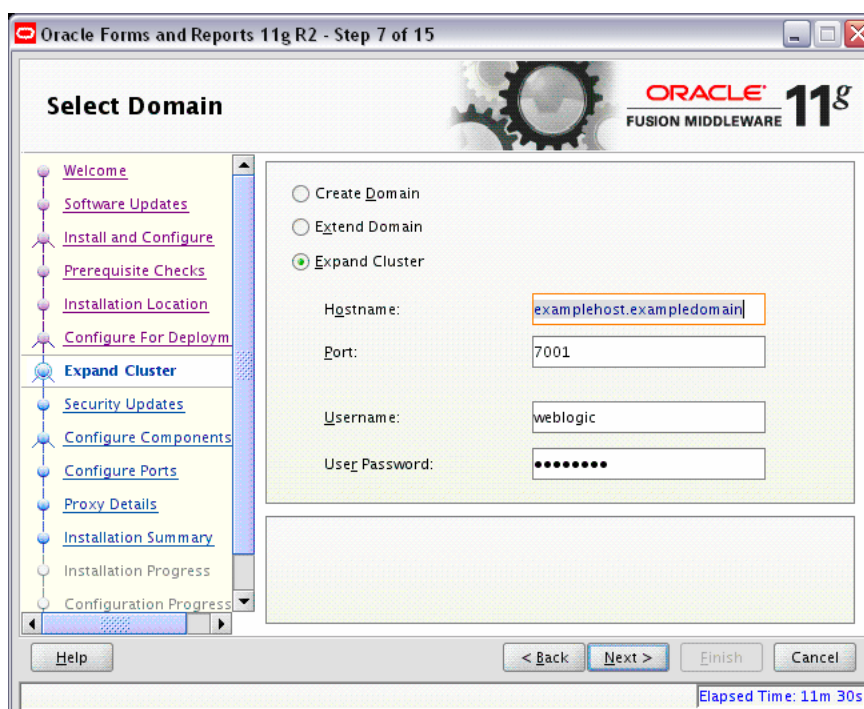 Oracle Forms and Reports 11g R2 - Step 7 of 15
Select Domain
ORACLE
FUSION MIDDLEWARE
11g
Welcome
Software Updates
Install and Configure
Prerequisite Checks
Installation Location
Configure For Deploym
Expand Cluster
Security Updates
Configure Components
Configure Ports
Proxy Details
Installation Summary
Installation Progress
Configuration Progress
Create Domain
Extend Domain
Expand Cluster
Hostname: examplehost.exampledomain
Port: 7001
Username: weblogic
User Password: ●●●●●●●●
Help
< Back
Next >
Finish
Cancel
Elapsed Time: 11m 30s